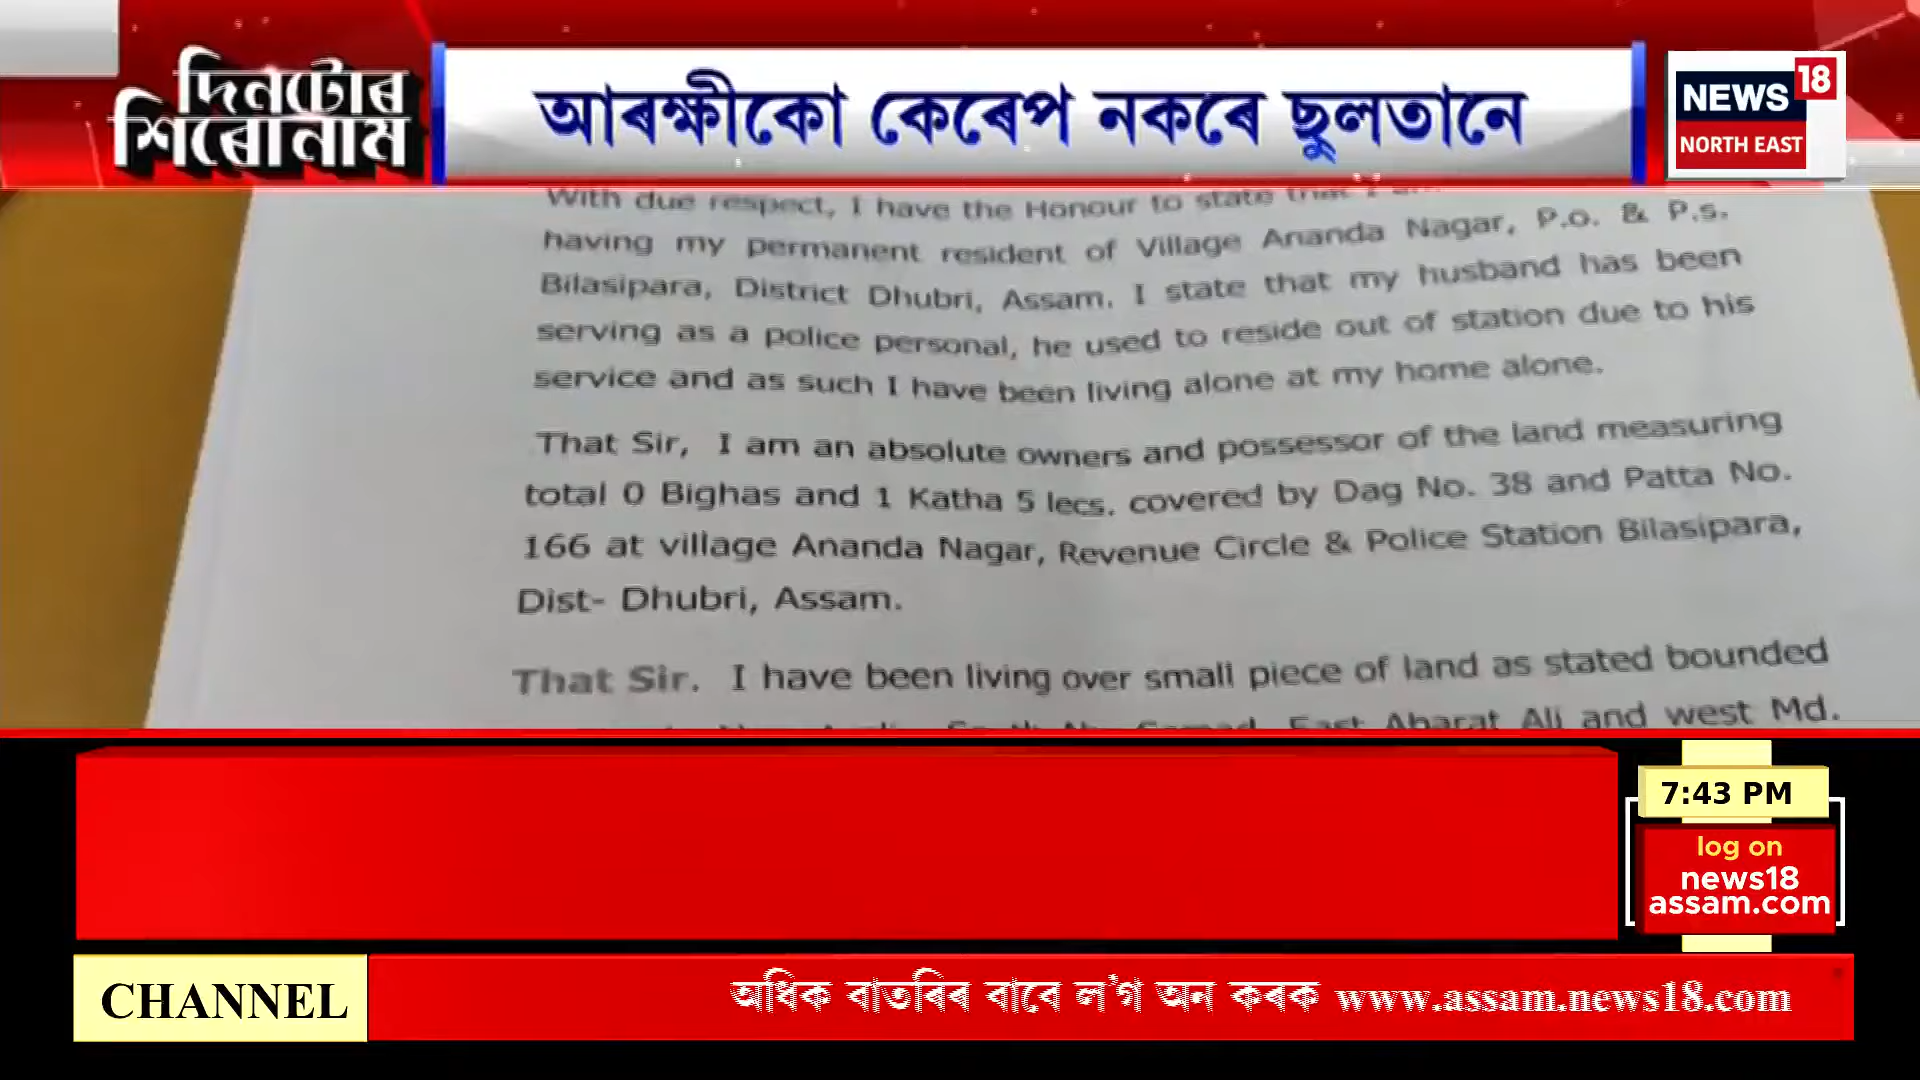 দিনটোৰ
শিৰোনাম
আৰক্ষীকো কেৰেপ নকৰে ছুলতানে
NEWS 18
NORTH EAST
With due respect, I have the Honour to state that I
having my permanent resident of Village Ananda Nagar, P.o. & P.s.
Bilasipara, District Dhubri, Assam. I state that my husband has been
serving as a police personal, he used to reside out of station due to his
service and as such I have been living alone at my home alone.
That Sir, I am an absolute owners and possessor of the land measuring
total 0 Bighas and 1 Katha 5 lecs. covered by Dag No. 38 and Patta No.
166 at village Ananda Nagar, Revenue Circle & Police Station Bilasipara,
Dist- Dhubri, Assam.
That Sir. I have been living over small piece of land as stated bounded
East Aharat Ali and west Md.
7:43 PM
log on
news18
assam.com
CHANNEL
অধিক বাতৰিৰ বাবে ল'গ অন কৰক www.assam.news18.com